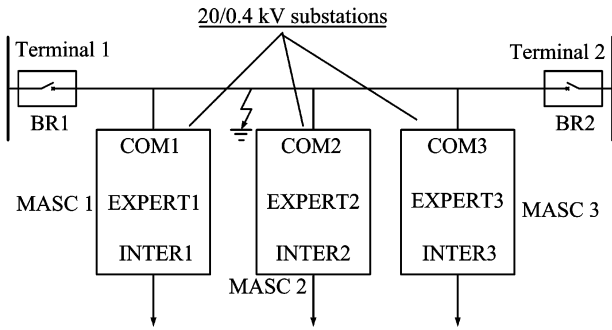 20/0.4 kV substations
Terminal 1
Terminal 2
BR1
BR2
COM1
COM2
COM3
MASC 1
EXPERT1
EXPERT2
EXPERT3
MASC 3
INTER1
INTER2
INTER3
MASC 2